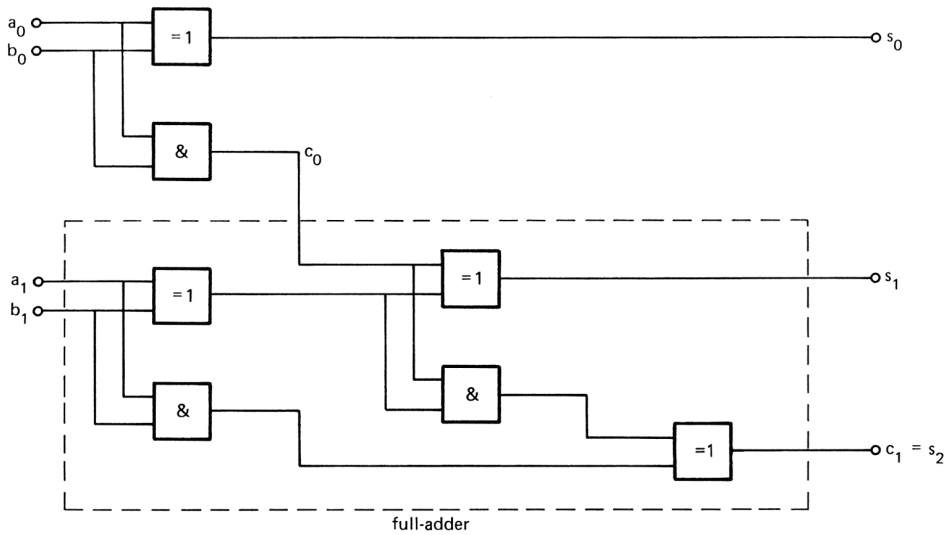 a₀
=1
s₀
b₀
&
c₀
a₁
=1
=1
s₁
b₁
&
&
=1
c₁ = s₂
full-adder